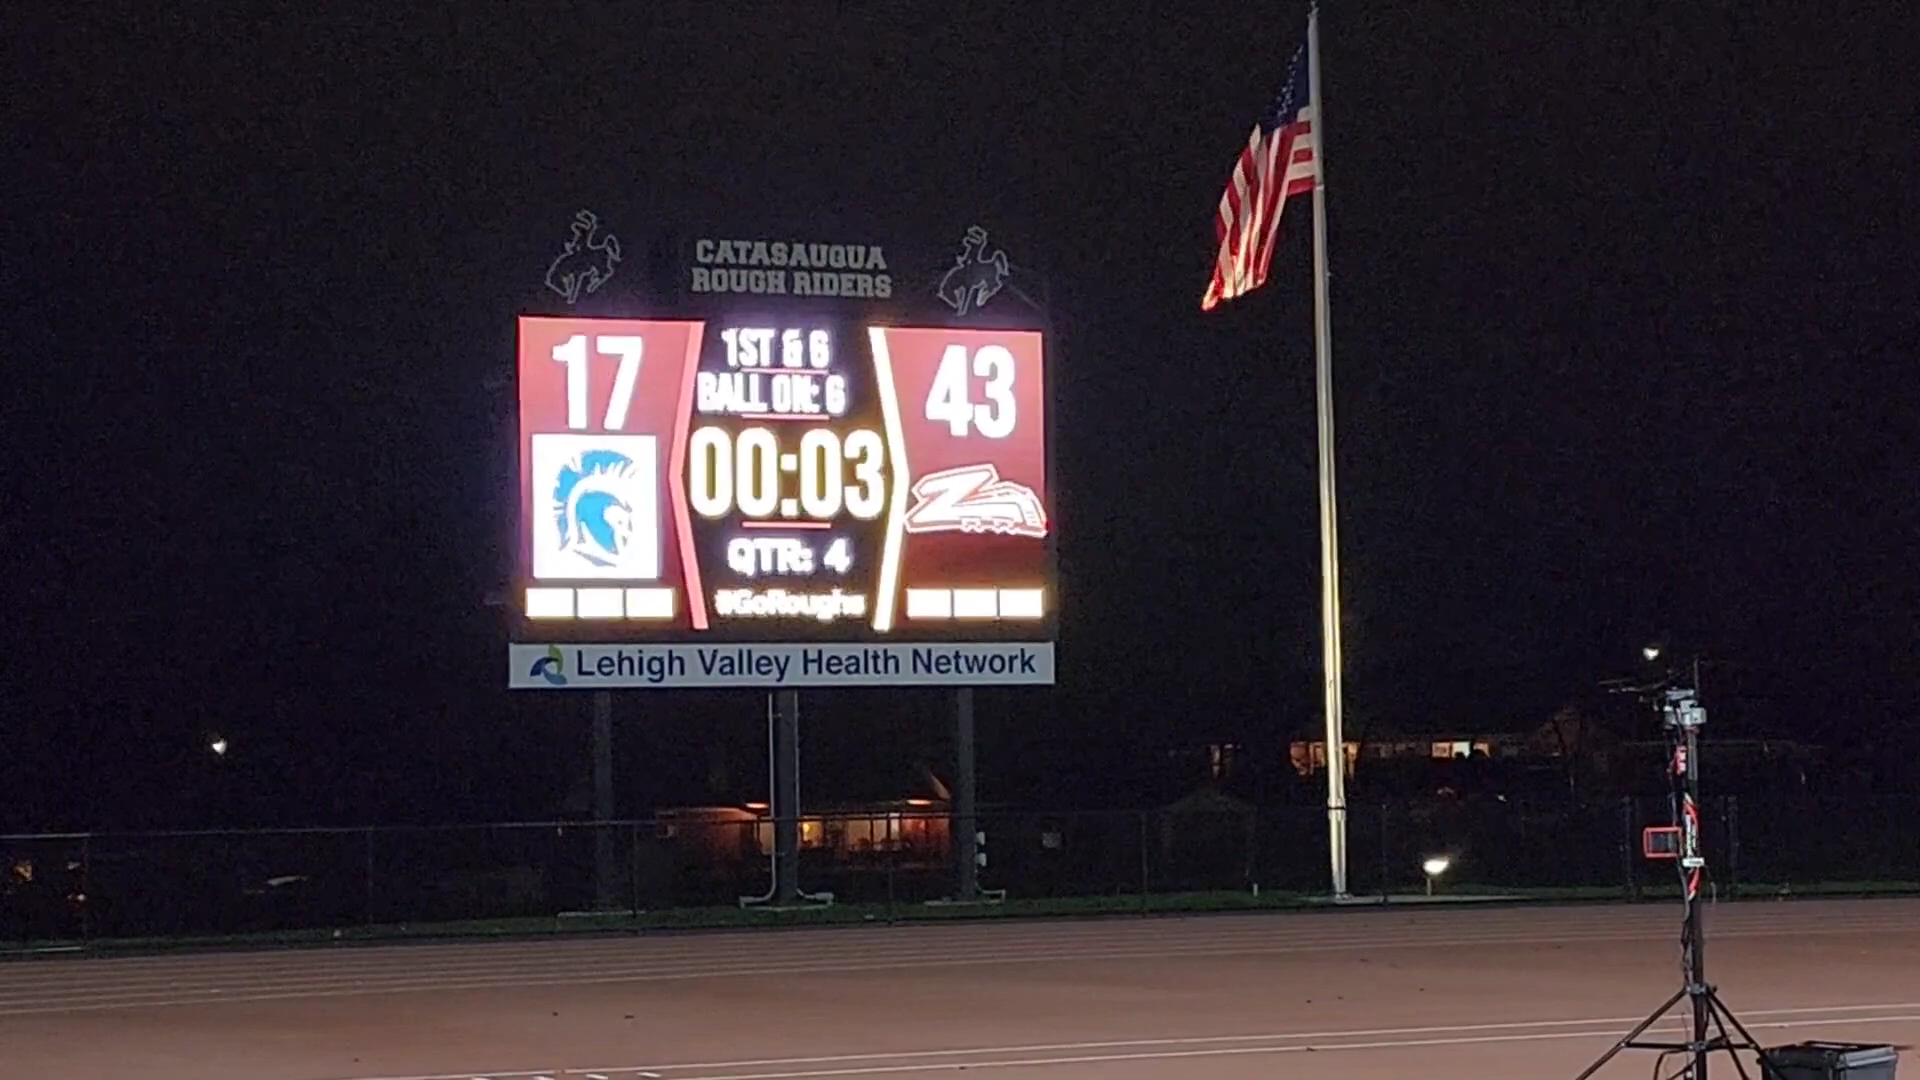 CATASAUQUA
ROUGH RIDERS
17
1ST & 6
BALL ON: 6
43
00:03
Z
QTR: 4
#GoRoughs
Lehigh Valley Health Network